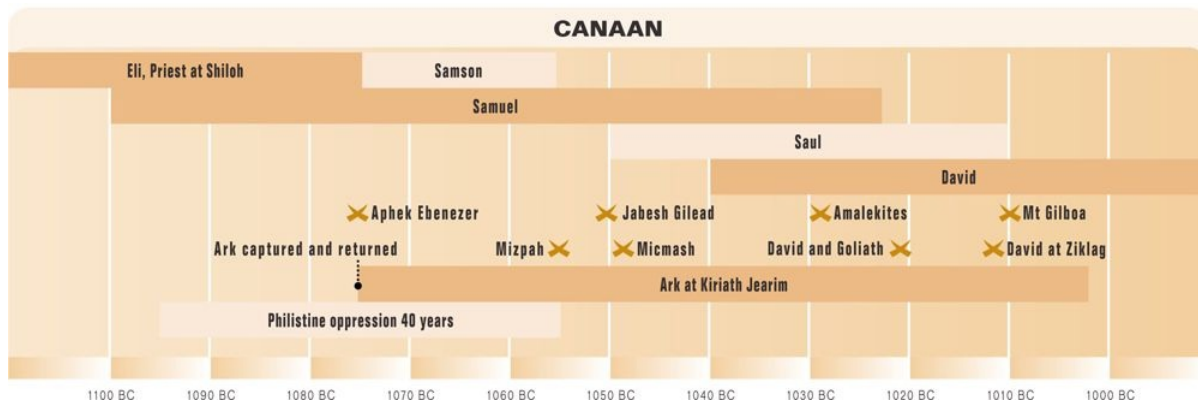 CANAAN
Eli, Priest at Shiloh
Samson
Samuel
Saul
David
Aphek Ebenezer
Jabesh Gilead
Amalekites
Mt Gilboa
Ark captured and returned
Mizpah
Micmash
David and Goliath
David at Ziklag
Ark at Kiriath Jearim
Philistine oppression 40 years
1100 BC
1090 BC
1080 BC
1070 BC
1060 BC
1050 BC
1040 BC
1030 BC
1020 BC
1010 BC
1000 BC